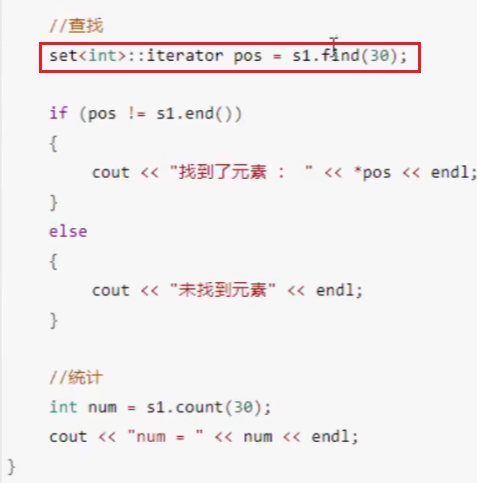 //查找
set<int>::iterator pos = s1.find(30);
if (pos != s1.end())
{
cout << "找到了元素 ： " << *pos << endl;
}
else
{
cout << "未找到元素" << endl;
}
//统计
int num = s1.count(30);
cout << "num = " << num << endl;
}